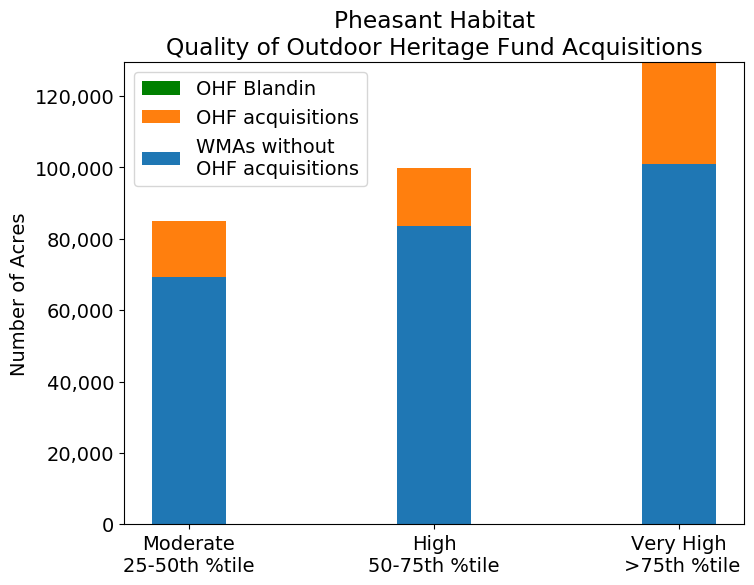 Pheasant Habitat
Quality of Outdoor Heritage Fund Acquisitions
OHF Blandin
OHF acquisitions
WMAs without
OHF acquisitions
Number of Acres
120,000
100,000
80,000
60,000
40,000
20,000
0
Moderate
25-50th %tile
High
50-75th %tile
Very High
>75th %tile